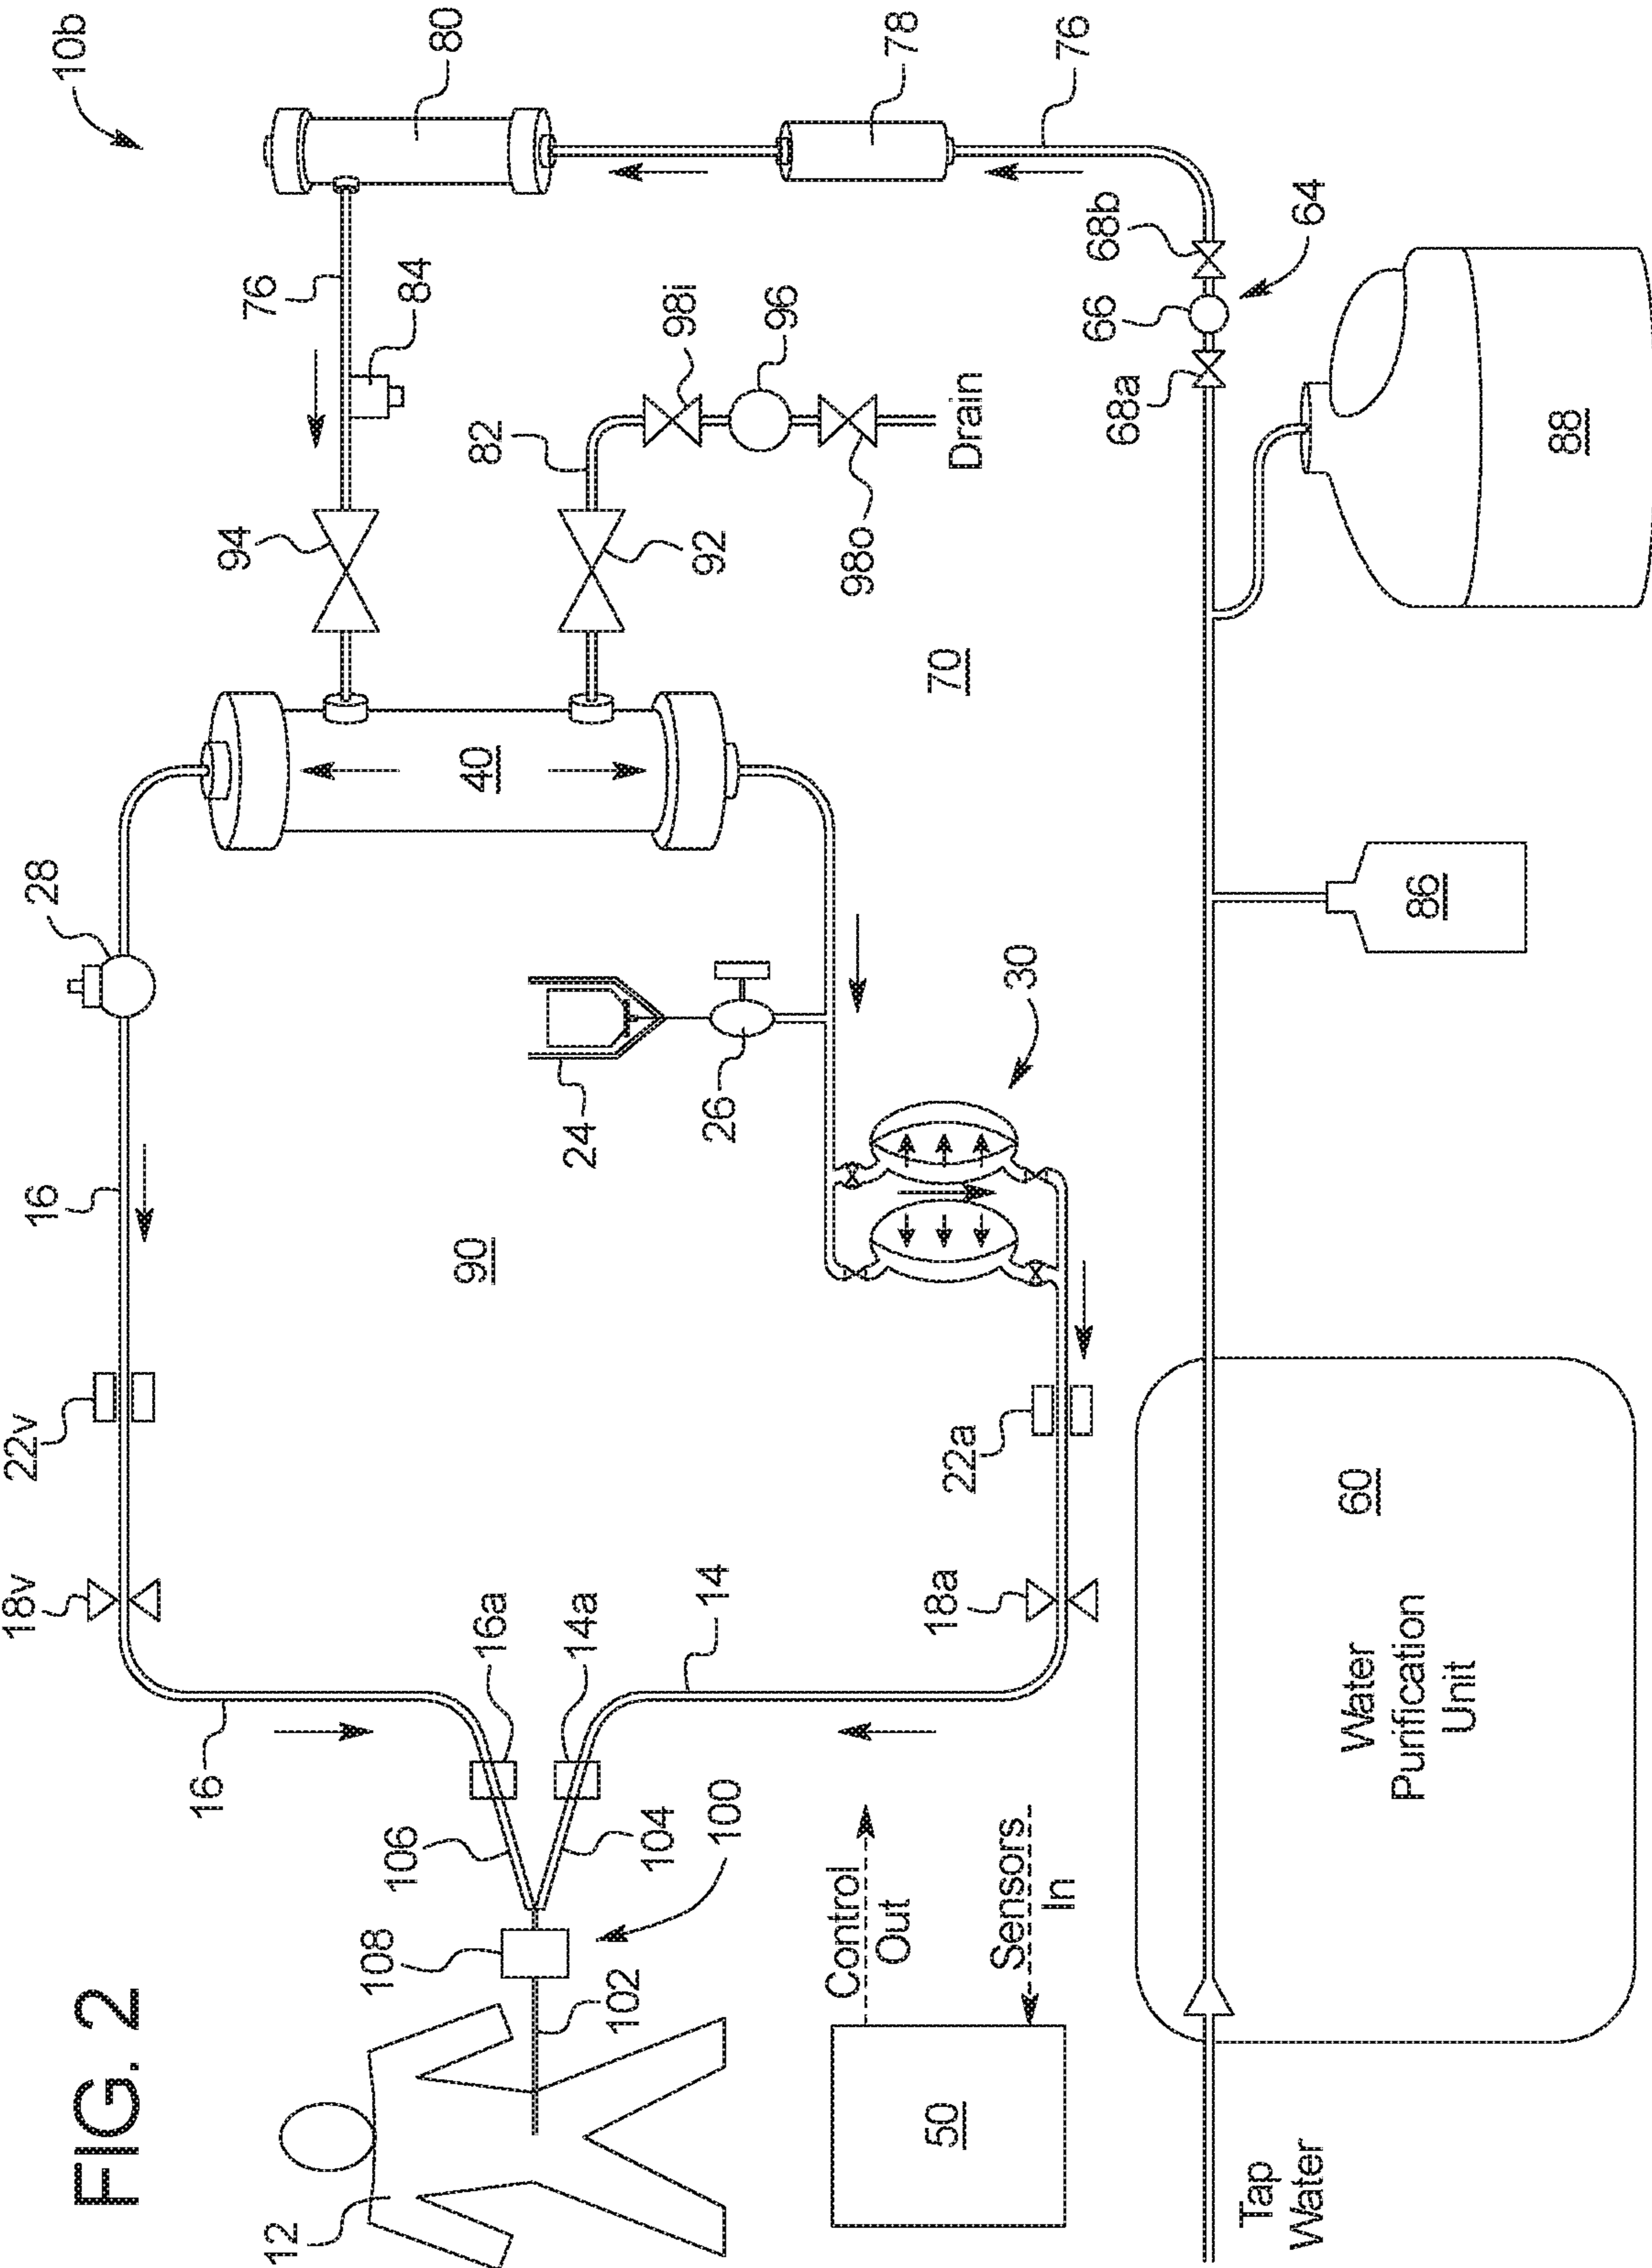 FIG. 2
10b
12
108
102
100
106
104
16a
14a
16
14
18v
18a
22v
22a
16
90
28
24
26
30
40
70
94
92
76
84
82
98i
96
98o
Drain
80
78
76
68b
66
64
68a
88
86
60
Water
Purification
Unit
50
Control
Out
Sensors
In
Tap
Water